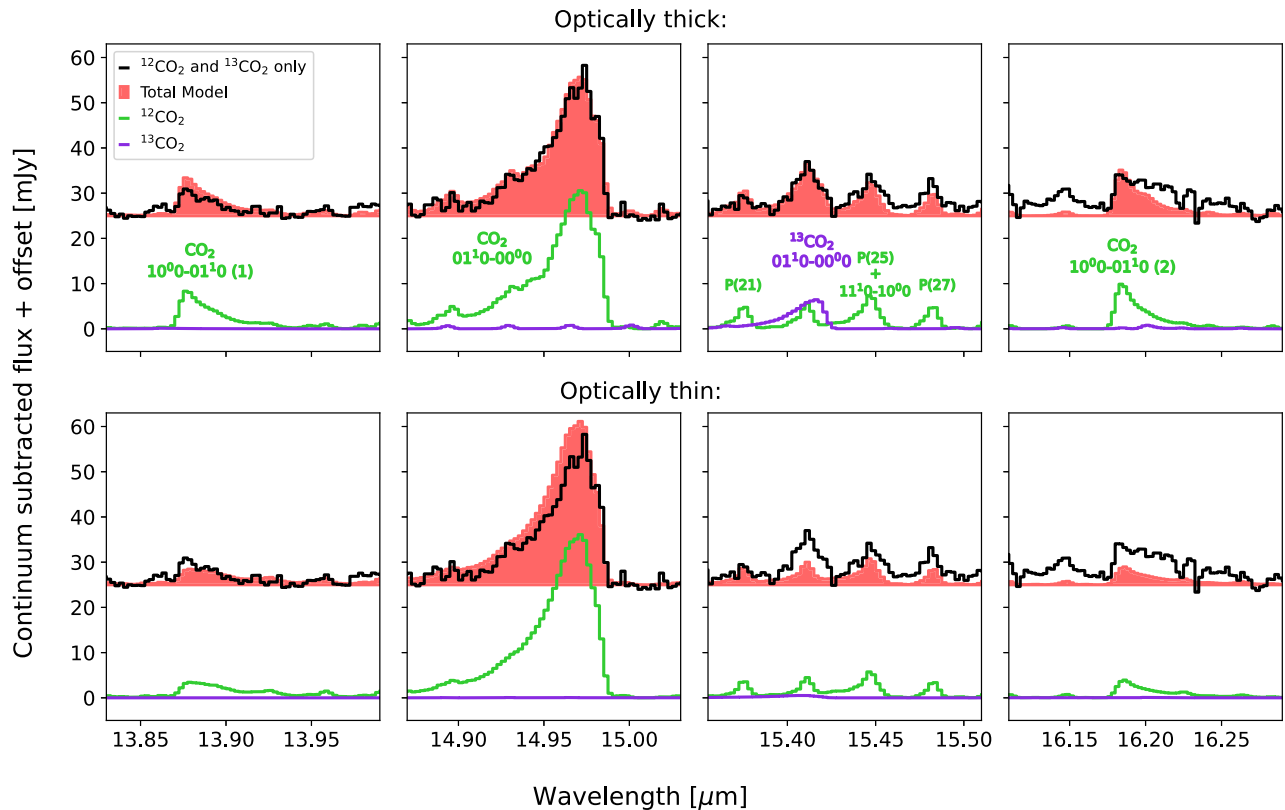 Optically thick:
Continuum subtracted flux + offset [mJy]
60
50
40
30
20
10
0
¹²CO₂ and ¹³CO₂ only
Total Model
¹²CO₂
¹³CO₂
CO₂
10⁰0-01¹0 (1)
CO₂
01¹0-00⁰0
¹³CO₂
01¹0-00⁰0
P(21)
P(25)
+
11¹0-10⁰0
P(27)
CO₂
10⁰0-01¹0 (2)
Optically thin:
60
50
40
30
20
10
0
13.85 13.90 13.95 14.90 14.95 15.00 15.40 15.45 15.50 16.15 16.20 16.25
Wavelength [μm]